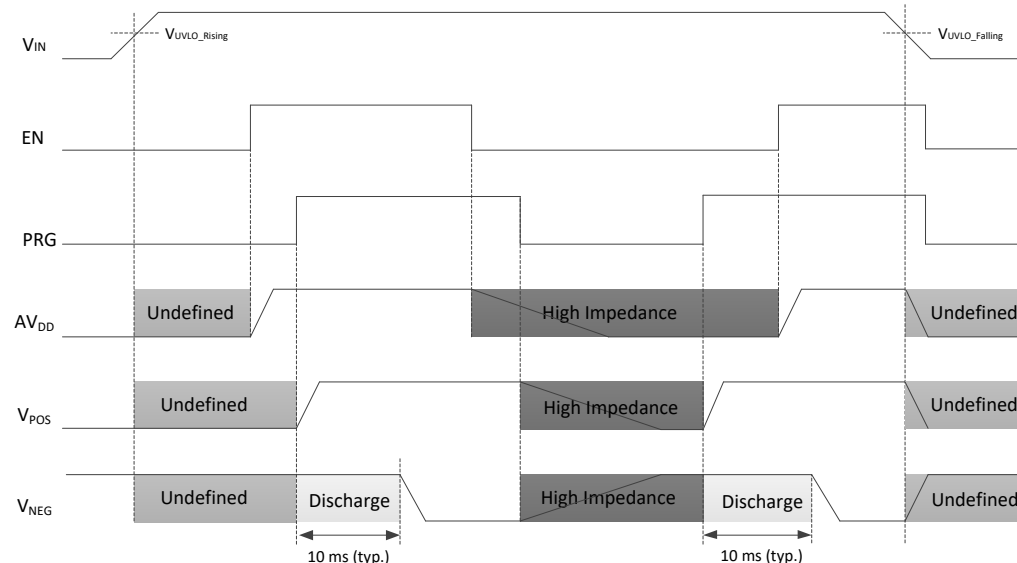 VIN
VUVLO_Rising
VUVLO_Falling
EN
PRG
AVDD
Undefined
High Impedance
Undefined
VPOS
Undefined
High Impedance
Undefined
VNEG
Undefined
Discharge
High Impedance
Discharge
Undefined
10 ms (typ.)
10 ms (typ.)